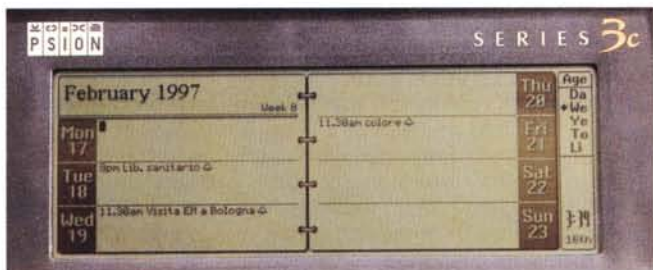 PSION
SERIES 3c
February 1997
Week 8
Mon
17
Tue
18
8pm Lib. sanitario
Wed
19
11.30am Visita EM a Bologna
Thu
20
11.30am colore
Fri
21
Sat
22
Sun
23
Age
Da
We
Ye
To
Li
16th